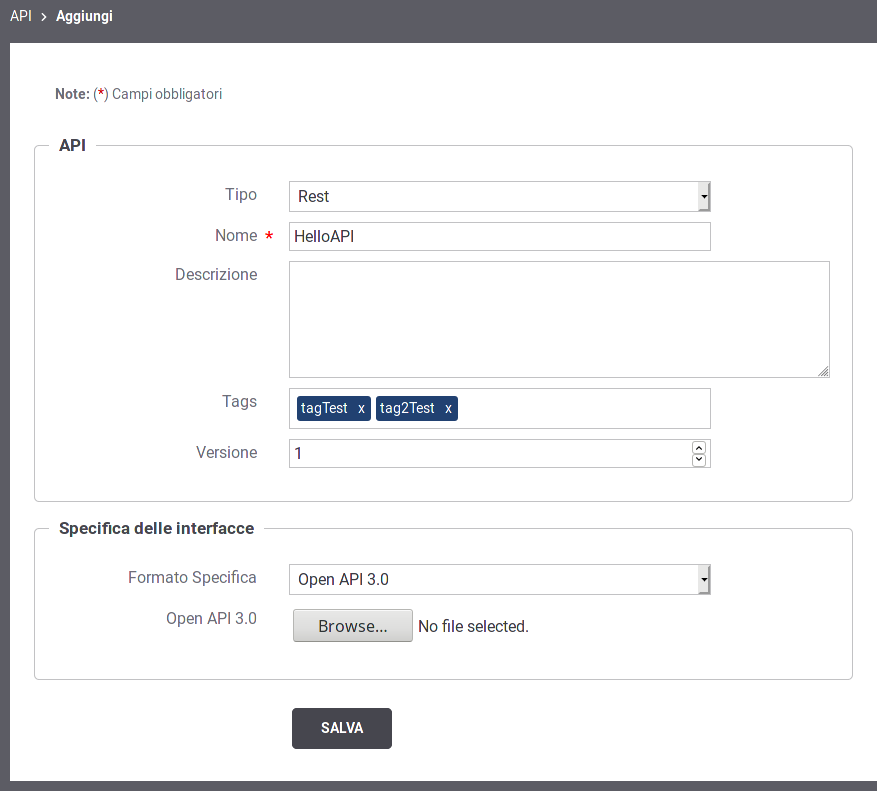 API > Aggiungi
Note: (*) Campi obbligatori
API
Tipo Rest
Nome * HelloAPI
Descrizione
Tags tagTest x tag2Test x
Versione 1
Specifica delle interfacce
Formato Specifica Open API 3.0
Open API 3.0 Browse... No file selected.
SALVA